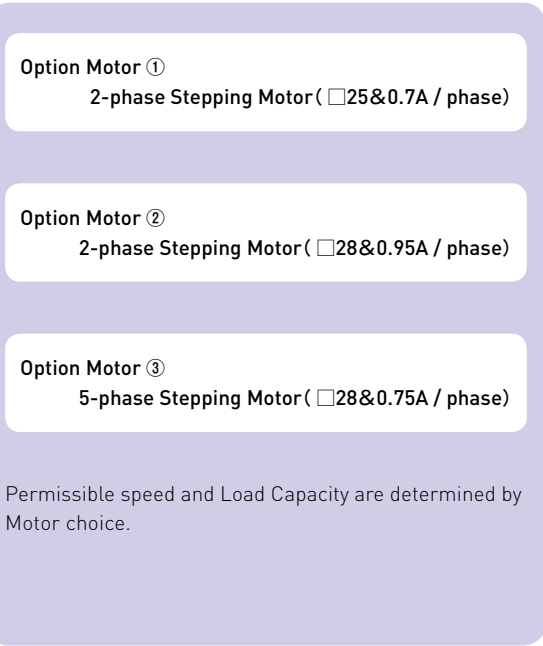 Option Motor ①
2-phase Stepping Motor( □25&0.7A / phase)
Option Motor ②
2-phase Stepping Motor( □28&0.95A / phase)
Option Motor ③
5-phase Stepping Motor( □28&0.75A / phase)
Permissible speed and Load Capacity are determined by
Motor choice.